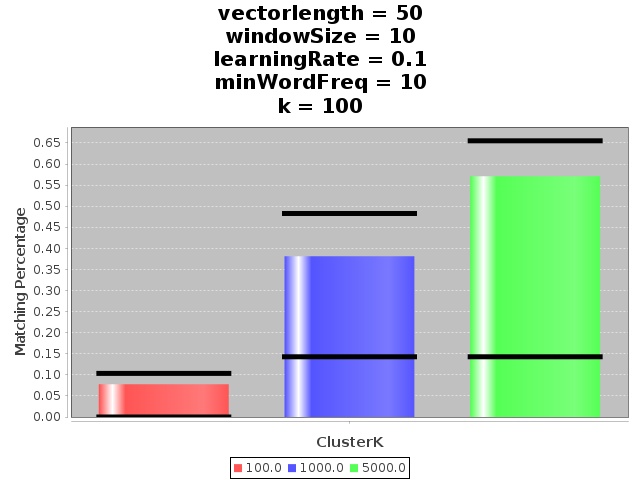 vectorlength = 50
windowSize = 10
learningRate = 0.1
minWordFreq = 10
k = 100
0.65
0.60
0.55
0.50
0.45
0.40
0.35
0.30
0.25
0.20
0.15
0.10
0.05
0.00
Matching Percentage
ClusterK
100.0 1000.0 5000.0